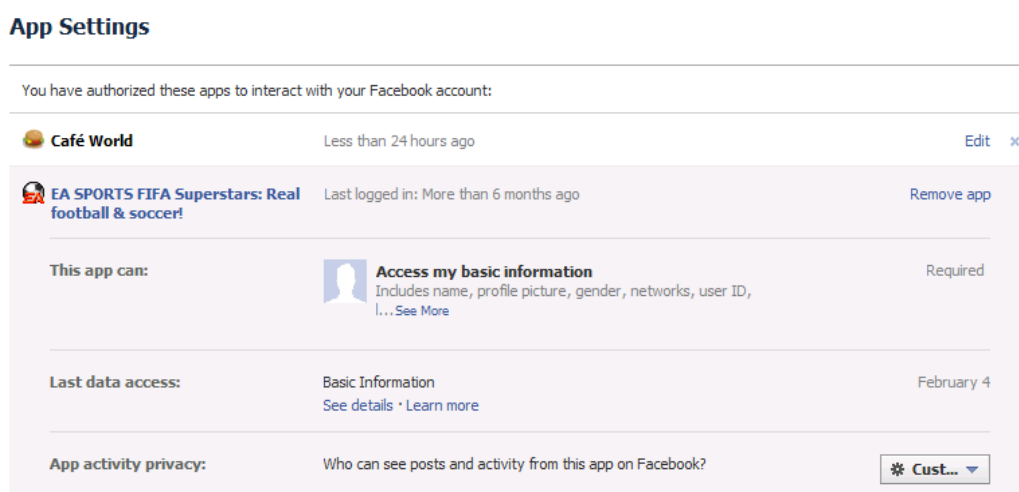 App Settings
You have authorized these apps to interact with your Facebook account:
Café World Less than 24 hours ago Edit x
EA SPORTS FIFA Superstars: Real Last logged in: More than 6 months ago Remove app
football & soccer!
This app can: Access my basic information Required
Includes name, profile picture, gender, networks, user ID,
l... See More
Last data access: Basic Information February 4
See details · Learn more
App activity privacy: Who can see posts and activity from this app on Facebook? Cust...